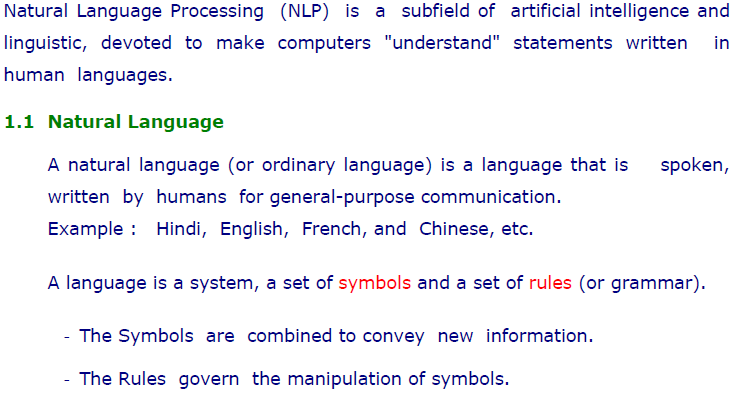 Natural Language Processing (NLP) is a subfield of artificial intelligence and
linguistic, devoted to make computers "understand" statements written in
human languages.
1.1 Natural Language
A natural language (or ordinary language) is a language that is spoken,
written by humans for general-purpose communication.
Example : Hindi, English, French, and Chinese, etc.
A language is a system, a set of symbols and a set of rules (or grammar).
- The Symbols are combined to convey new information.
- The Rules govern the manipulation of symbols.